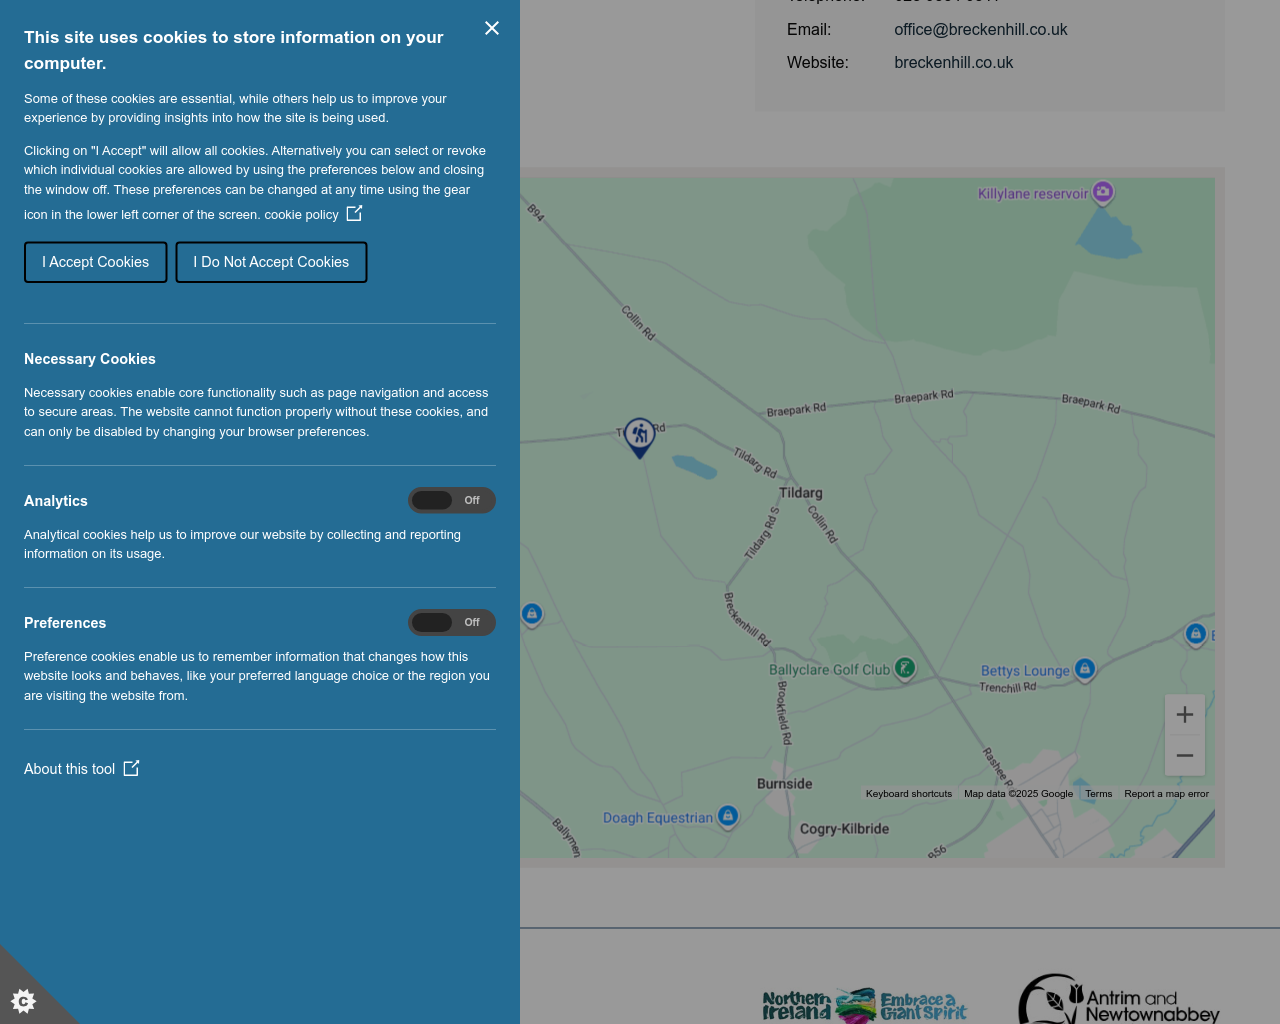 This site uses cookies to store information on your
computer.
Some of these cookies are essential, while others help us to improve your
experience by providing insights into how the site is being used.
Clicking on "I Accept" will allow all cookies. Alternatively you can select or revoke
which individual cookies are allowed by using the preferences below and closing
the window off. These preferences can be changed at any time using the gear
icon in the lower left corner of the screen. cookie policy
I Accept Cookies
I Do Not Accept Cookies
Necessary Cookies
Necessary cookies enable core functionality such as page navigation and access
to secure areas. The website cannot function properly without these cookies, and
can only be disabled by changing your browser preferences.
Analytics
Off
Analytical cookies help us to improve our website by collecting and reporting
information on its usage.
Preferences
Off
Preference cookies enable us to remember information that changes how this
website looks and behaves, like your preferred language choice or the region you
are visiting the website from.
About this tool
Email: office@breckenhill.co.uk
Website: breckenhill.co.uk
Killylane reservoir
B94
Collin Rd
Braepark Rd
Braepark Rd
Braepark Rd
Rd
Tildarg Rd
Tildarg
Collin Rd
Tildarg Rd S
Breckenhill Rd
Ballyclare Golf Club
Bettys Lounge
Trenchill Rd
Brookfield Rd
Rashee R
Burnside
Doagh Equestrian
Cogry-Kilbride
Ballymen
B56
Keyboard shortcuts
Map data ©2025 Google
Terms
Report a map error
Northern
Ireland
Embrace a
Giant Spirit
Antrim and
Newtownabbey